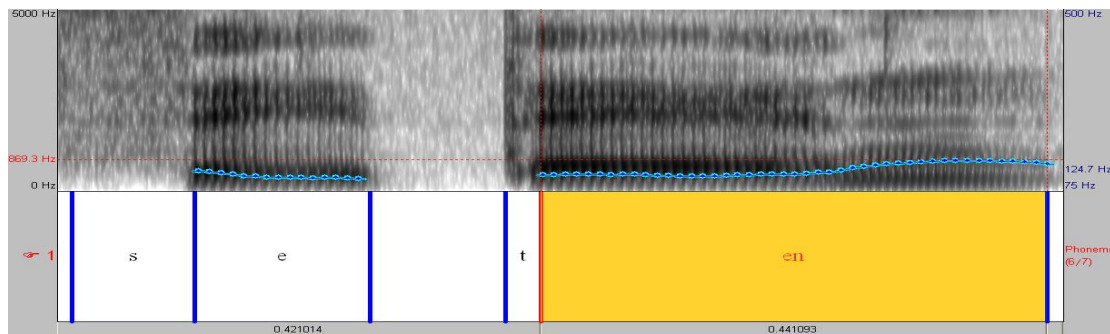 5000 Hz 500 Hz
869.3 Hz
0 Hz 124.7 Hz
75 Hz
☞ 1 s e t en Phoneme
(6/7)
0.421014 0.441093